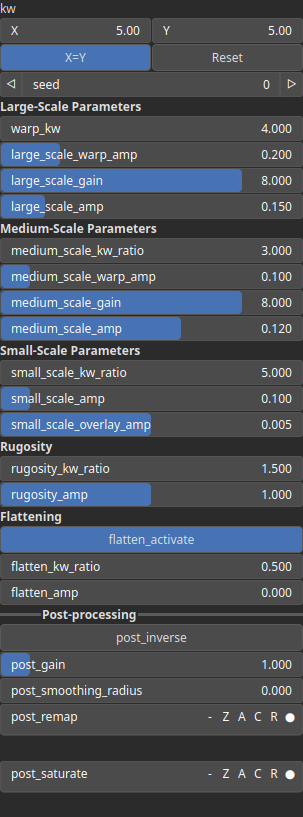 kw
X 5.00 Y 5.00
X=Y Reset
seed 0
Large-Scale Parameters
warp_kw 4.000
large_scale_warp_amp 0.200
large_scale_gain 8.000
large_scale_amp 0.150
Medium-Scale Parameters
medium_scale_kw_ratio 3.000
medium_scale_warp_amp 0.100
medium_scale_gain 8.000
medium_scale_amp 0.120
Small-Scale Parameters
small_scale_kw_ratio 5.000
small_scale_amp 0.100
small_scale_overlay_amp 0.005
Rugosity
rugosity_kw_ratio 1.500
rugosity_amp 1.000
Flattening
flatten_activate
flatten_kw_ratio 0.500
flatten_amp 0.000
Post-processing
post_inverse
post_gain 1.000
post_smoothing_radius 0.000
post_remap - Z A C R ●
post_saturate - Z A C R ●